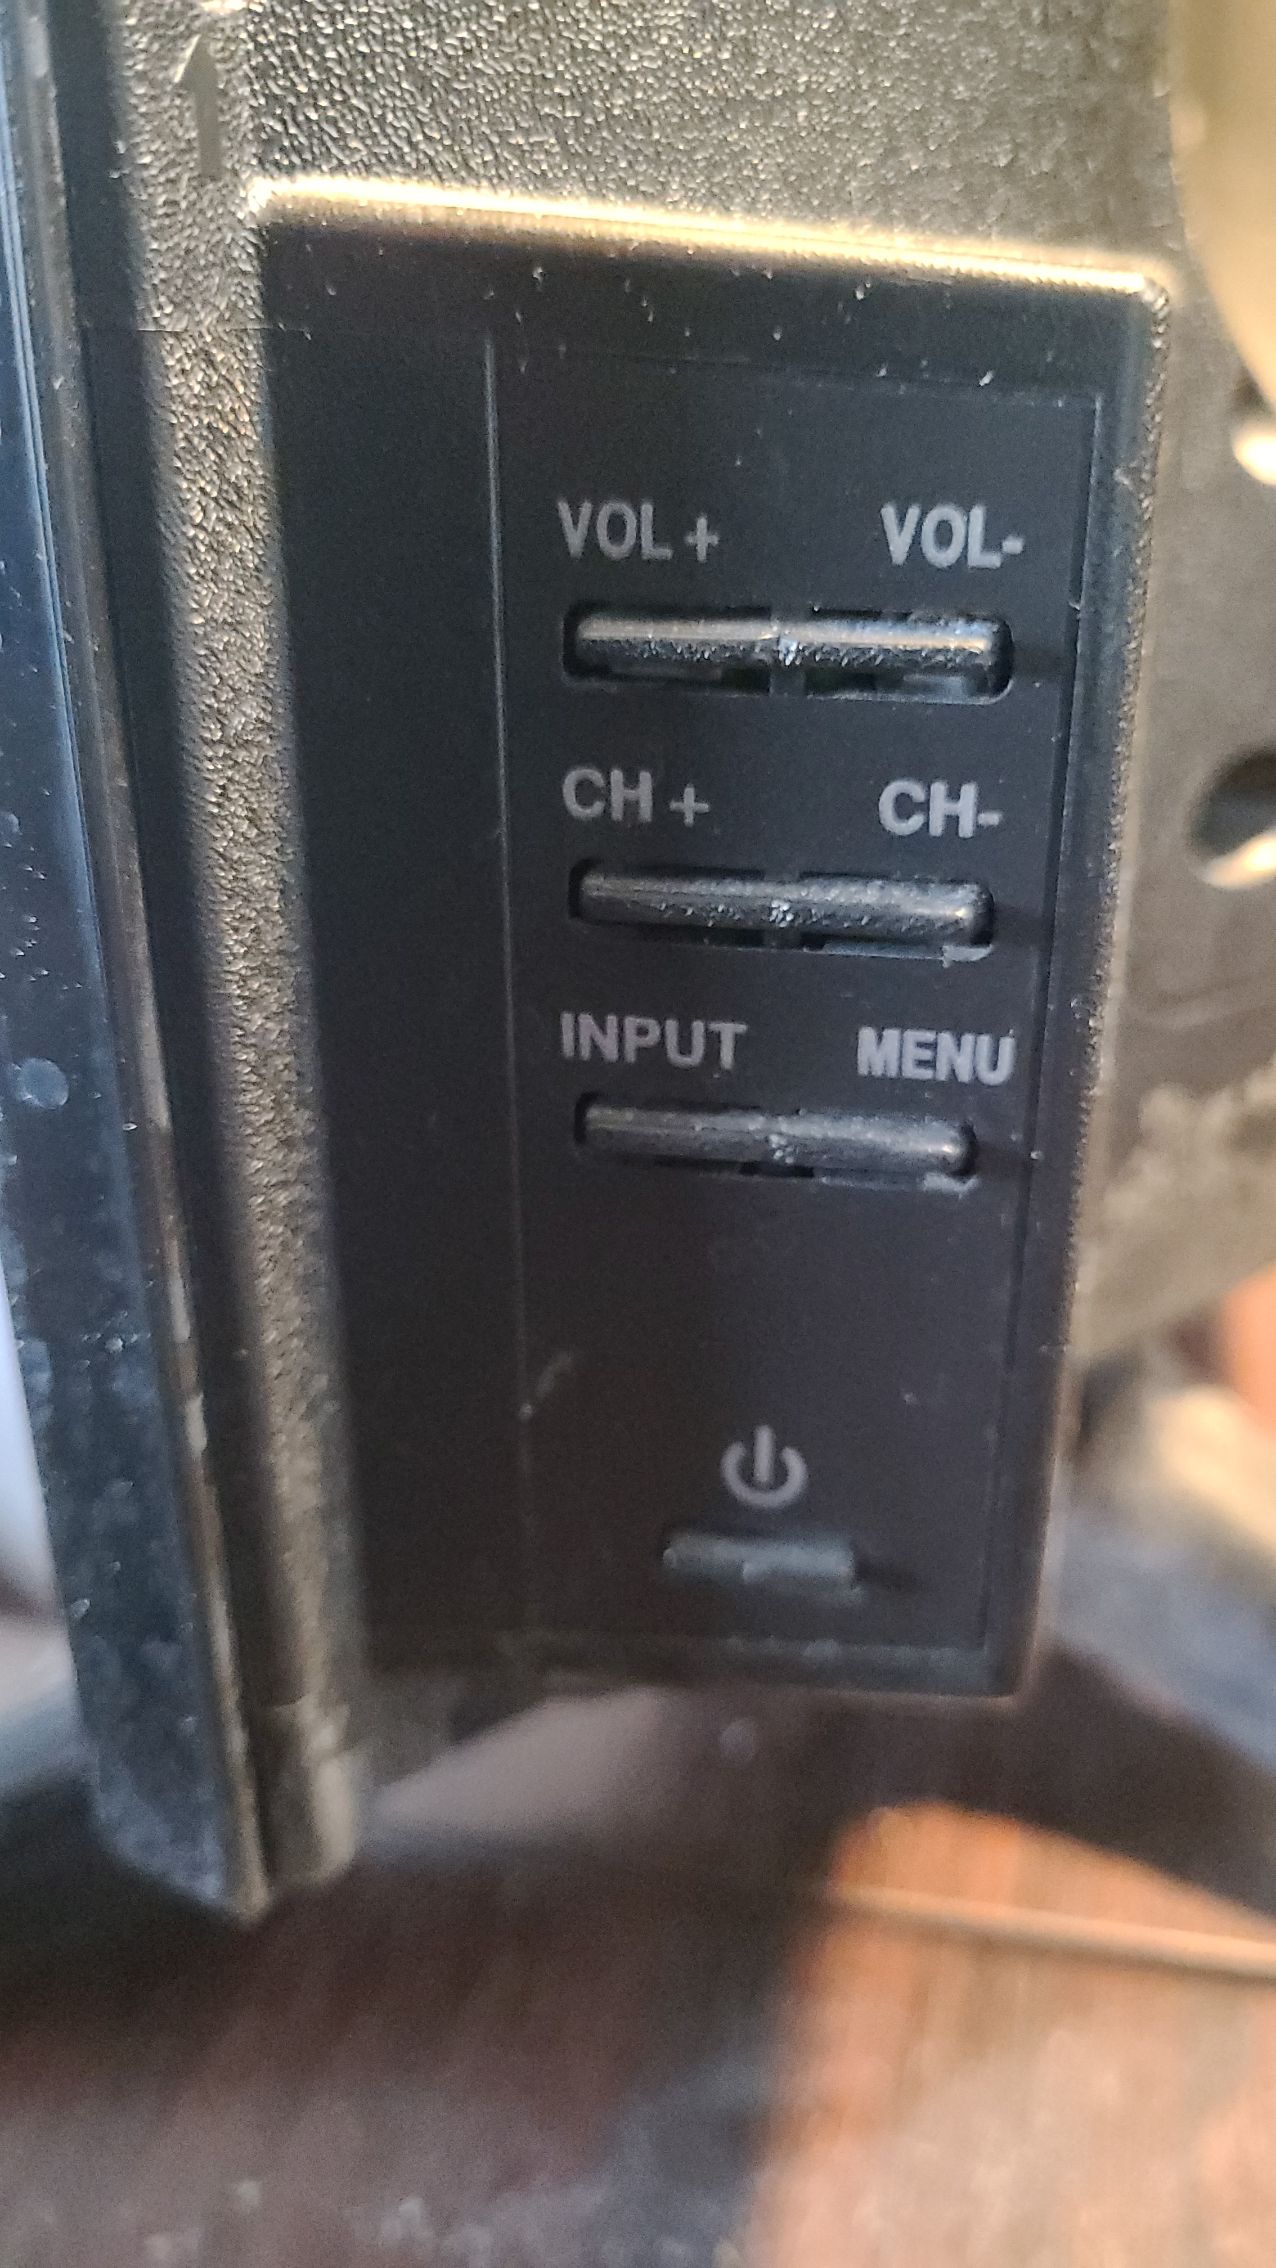 VOL + VOL-
CH + CH-
INPUT MENU